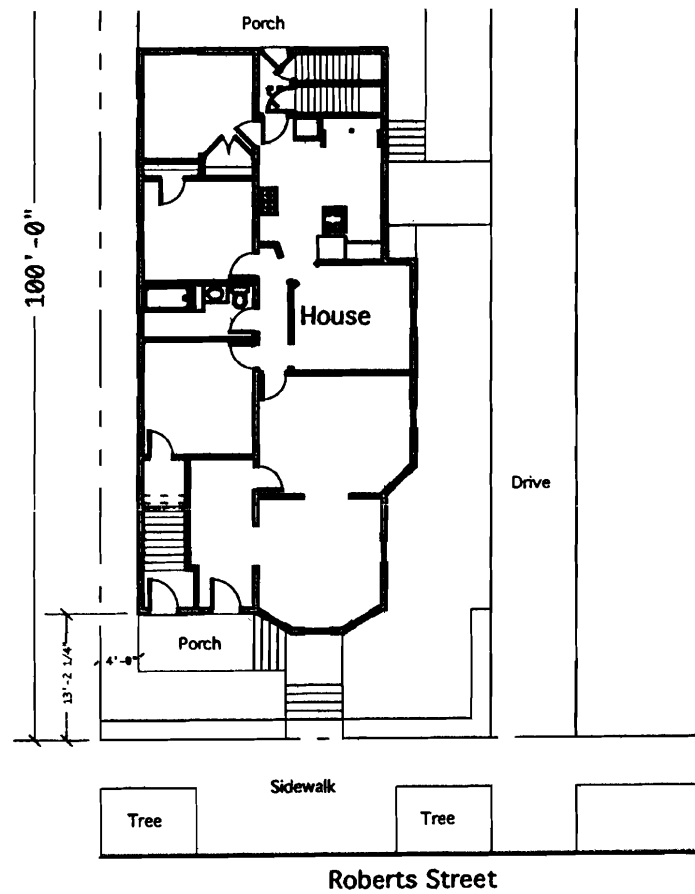 Porch
100'-0"
House
Drive
Porch
4'-0"
13'-2 1/4"
Sidewalk
Tree
Tree
Roberts Street